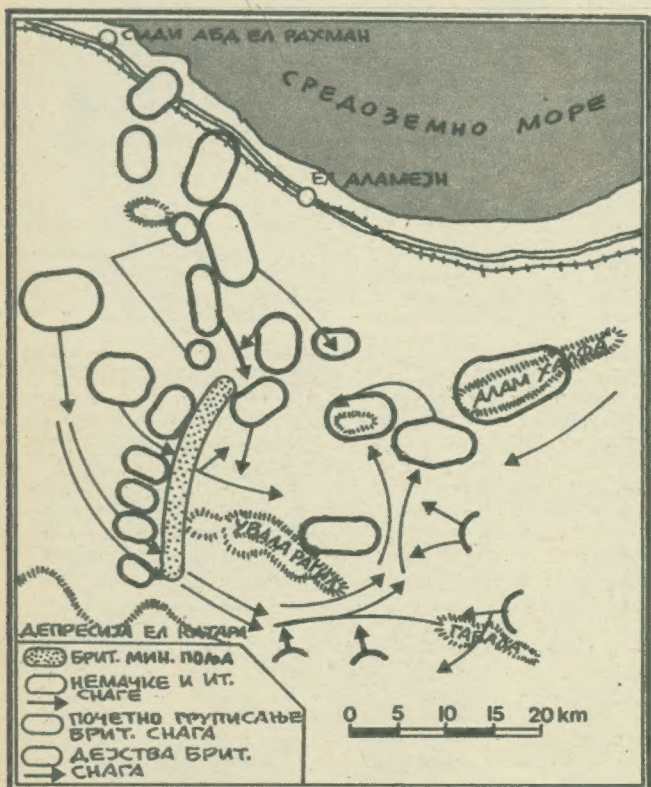 СИДИ АБД ЕЛ РАХМАН
СРЕДОЗЕМНО МОРЕ
ЕЛ АЛАМЕЈН
АЛАМ ХАЛФА
УВАЛА РАГИЛ
ГАБАЛА
ДЕПРЕСИЈА ЕЛ КАТАРА
БРИТ. МИН. ПОЉА
НЕМАЧКЕ И ИТ.
СНАГЕ
ПОЧЕТНО ГРУПИСАЊЕ
БРИТ. СНАГА
ДЕЈСТВА БРИТ.
СНАГА
0 5 10 15 20 km